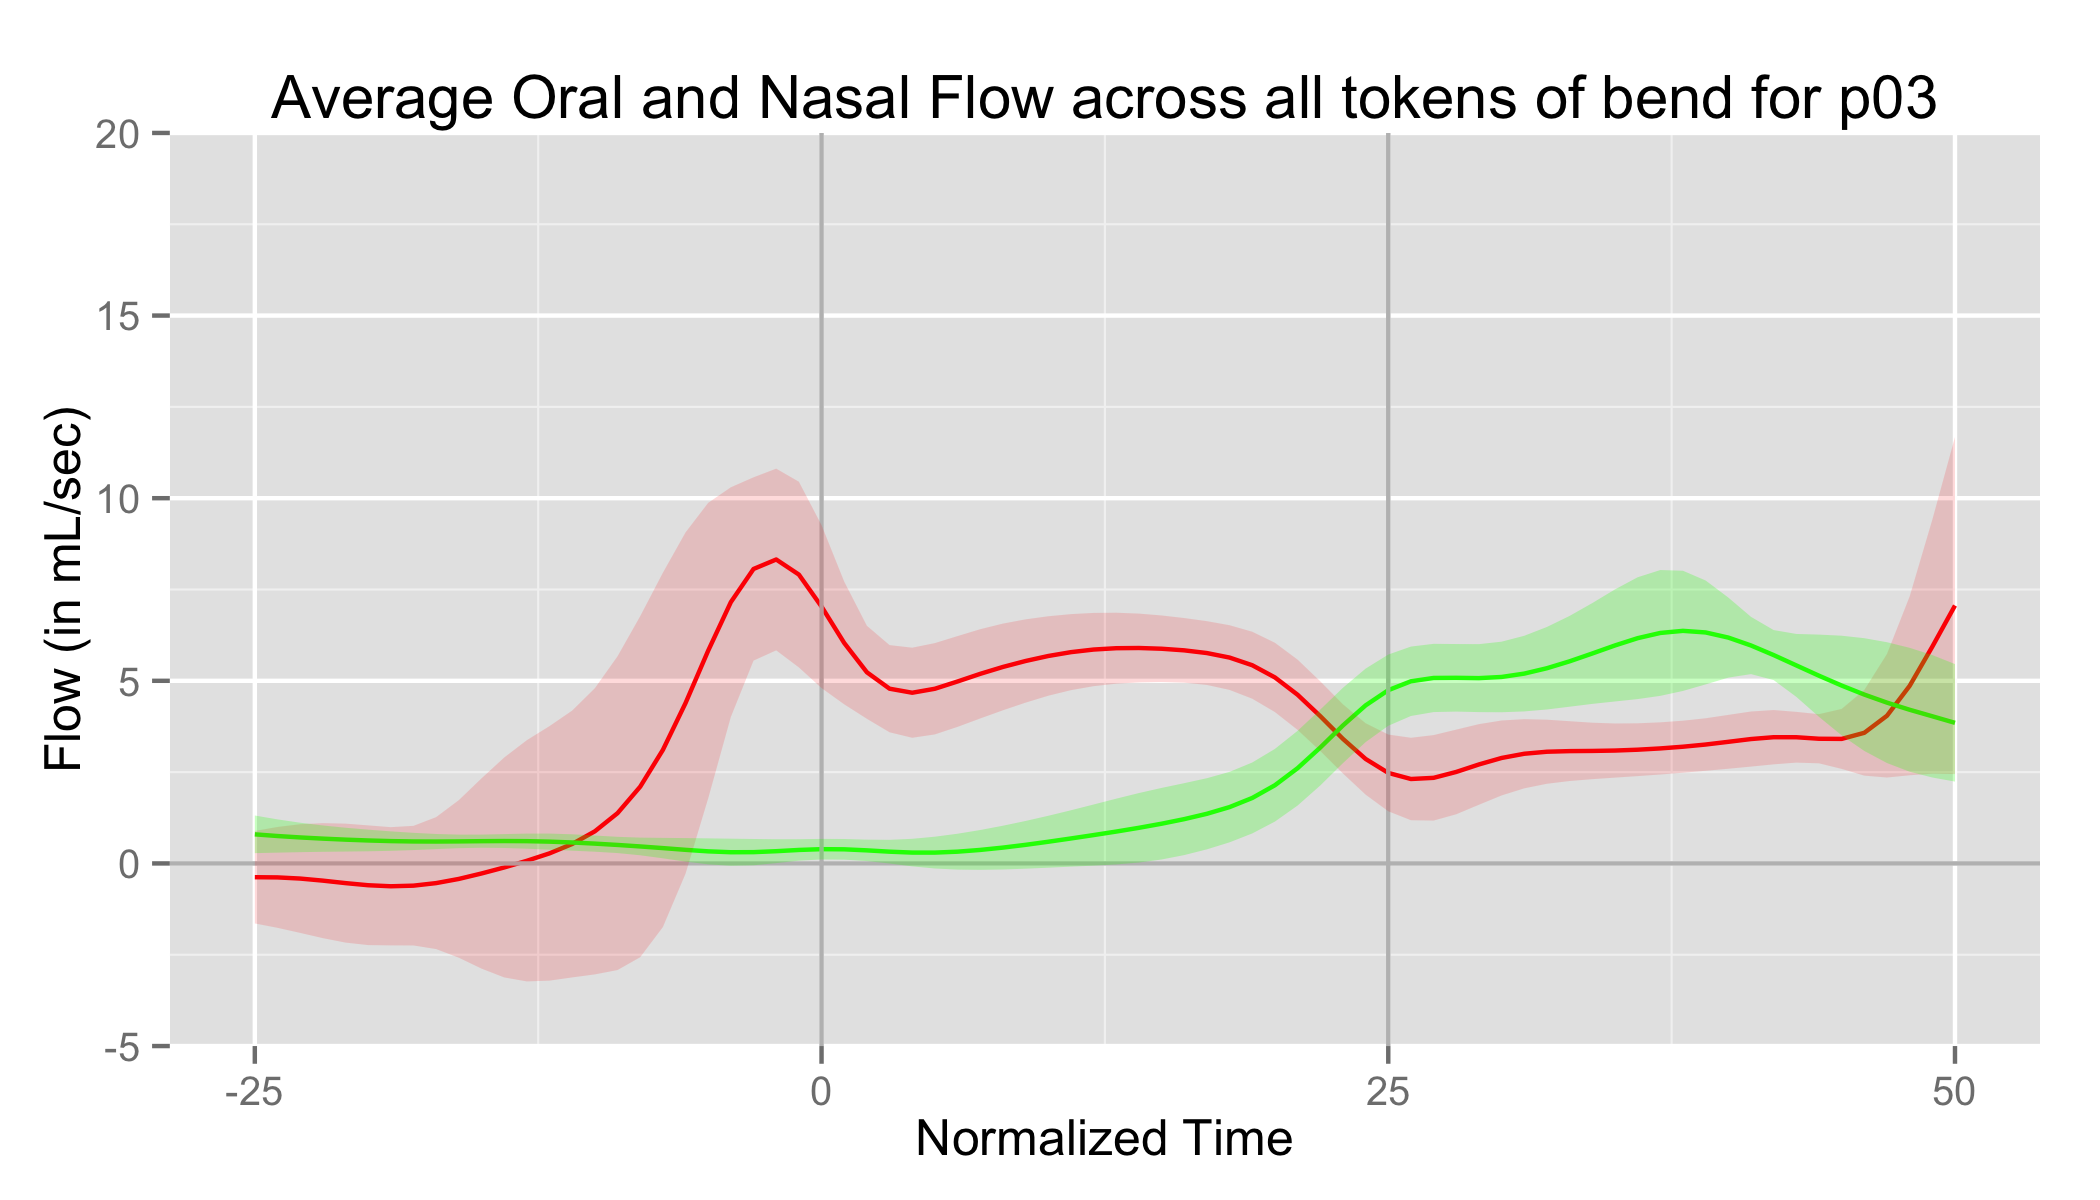 Average Oral and Nasal Flow across all tokens of bend for p03
20
15
10
5
0
-5
Flow (in mL/sec)
-25 0 25 50
Normalized Time